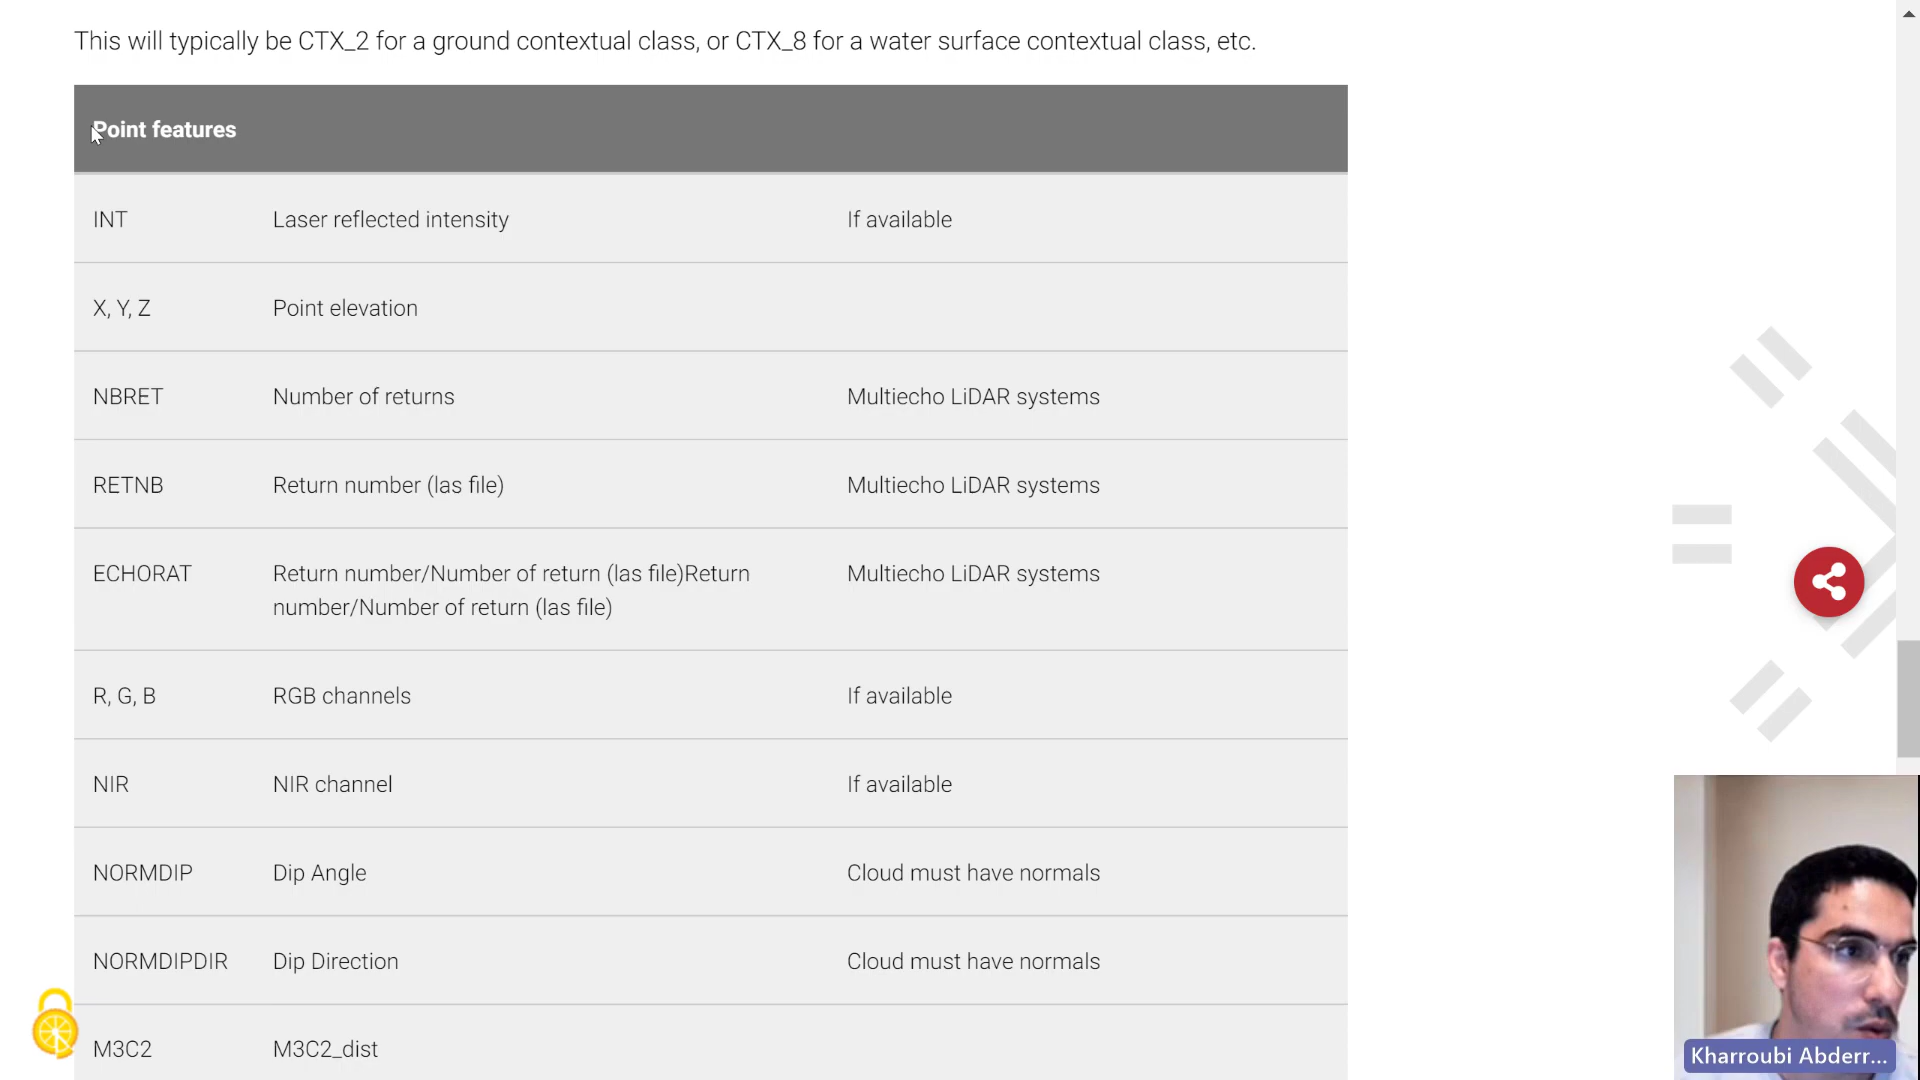 This will typically be CTX_2 for a ground contextual class, or CTX_8 for a water surface contextual class, etc.
Point features
INT Laser reflected intensity If available
X, Y, Z Point elevation
NBRET Number of returns Multiecho LiDAR systems
RETNB Return number (las file) Multiecho LiDAR systems
ECHORAT Return number/Number of return (las file)Return Multiecho LiDAR systems
number/Number of return (las file)
R, G, B RGB channels If available
NIR NIR channel If available
NORMDIP Dip Angle Cloud must have normals
NORMDIPDIR Dip Direction Cloud must have normals
M3C2 M3C2_dist
Kharroubi Abderr...